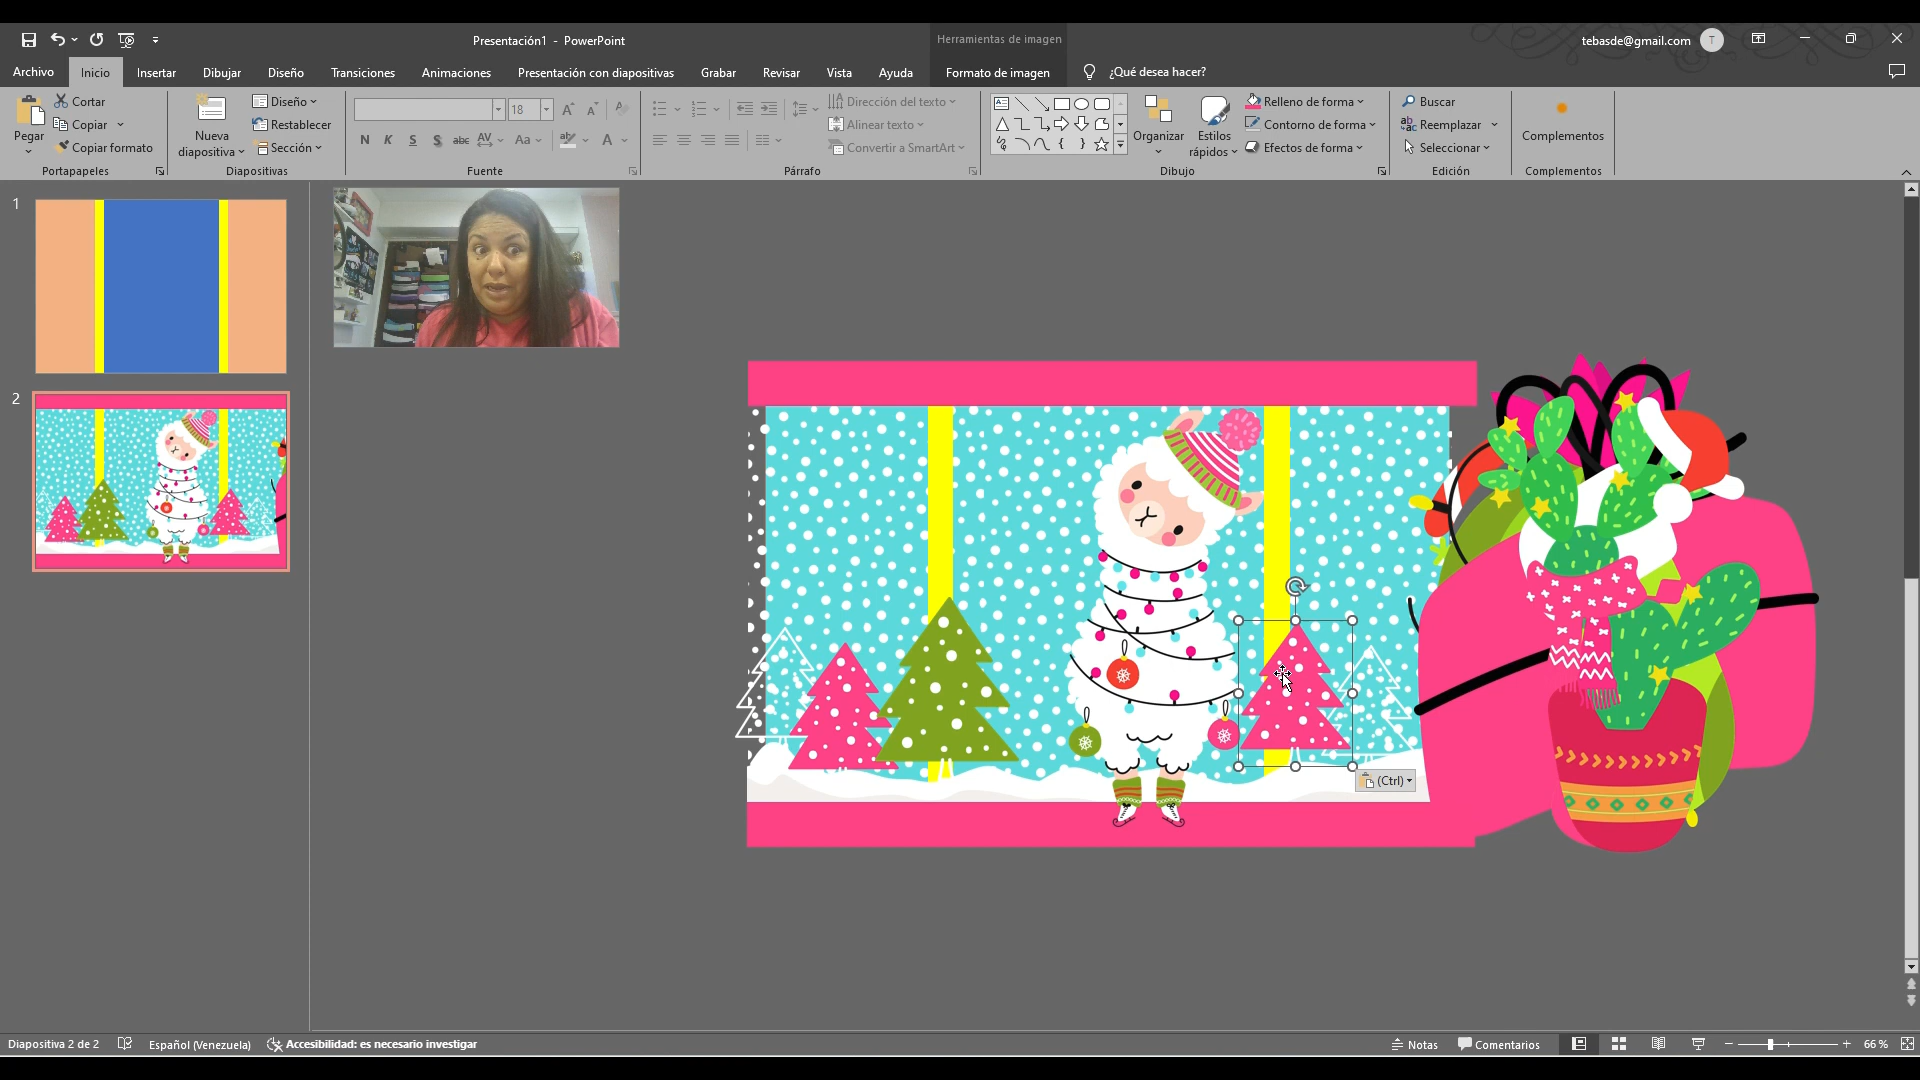 Presentación1 - PowerPoint
Herramientas de imagen
tebasde@gmail.com
T
Archivo
Inicio
Insertar
Dibujar
Diseño
Transiciones
Animaciones
Presentación con diapositivas
Grabar
Revisar
Vista
Ayuda
Formato de imagen
¿Qué desea hacer?
Pegar
Cortar
Copiar
Copiar formato
Portapapeles
Nueva
diapositiva
Diseño
Restablecer
Sección
Diapositivas
18
N K S S abc AV Aa A
Fuente
Dirección del texto
Alinear texto
Convertir a SmartArt
Párrafo
Organizar
Estilos
rápidos
Relleno de forma
Contorno de forma
Efectos de forma
Dibujo
Buscar
Reemplazar
Seleccionar
Edición
Complementos
Complementos
1
2
(Ctrl)
Diapositiva 2 de 2
Español (Venezuela)
Accesibilidad: es necesario investigar
Notas
Comentarios
66 %